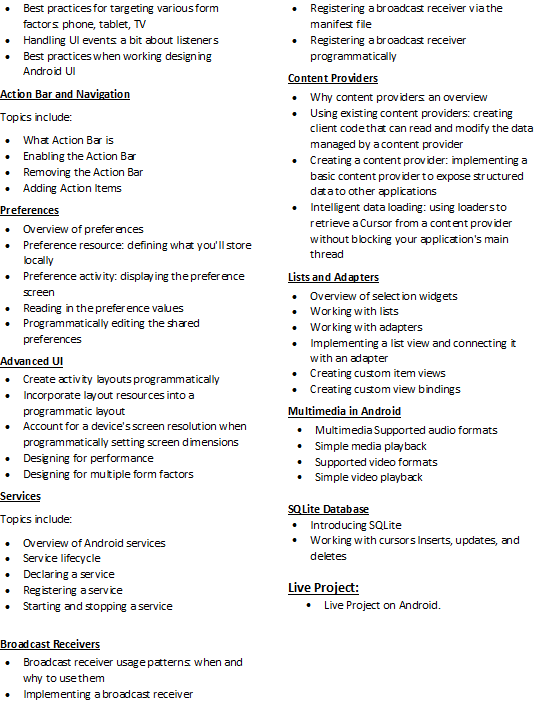 Best practices for targeting various form
factors: phone, tablet, TV
Handling UI events: a bit about listeners
Best practices when working designing
Android UI
Action Bar and Navigation
Topics include:
What Action Bar is
Enabling the Action Bar
Removing the Action Bar
Adding Action Items
Preferences
Overview of preferences
Preference resource: defining what you'll store
locally
Preference activity: displaying the preference
screen
Reading in the preference values
Programmatically editing the shared
preferences
Advanced UI
Create activity layouts programmatically
Incorporate layout resources into a
programmatic layout
Account for a device's screen resolution when
programmatically setting screen dimensions
Designing for performance
Designing for multiple form factors
Services
Topics include:
Overview of Android services
Service lifecycle
Declaring a service
Registering a service
Starting and stopping a service
Broadcast Receivers
Broadcast receiver usage patterns: when and
why to use them
Implementing a broadcast receiver
Registering a broadcast receiver via the
manifest file
Registering a broadcast receiver
programmatically
Content Providers
Why content providers: an overview
Using existing content providers: creating
client code that can read and modify the data
managed by a content provider
Creating a content provider: implementing a
basic content provider to expose structured
data to other applications
Intelligent data loading: using loaders to
retrieve a Cursor from a content provider
without blocking your application's main
thread
Lists and Adapters
Overview of selection widgets
Working with lists
Working with adapters
Implementing a list view and connecting it
with an adapter
Creating custom item views
Creating custom view bindings
Multimedia in Android
Multimedia Supported audio formats
Simple media playback
Supported video formats
Simple video playback
SQLite Database
Introducing SQLite
Working with cursors Inserts, updates, and
deletes
Live Project:
Live Project on Android.